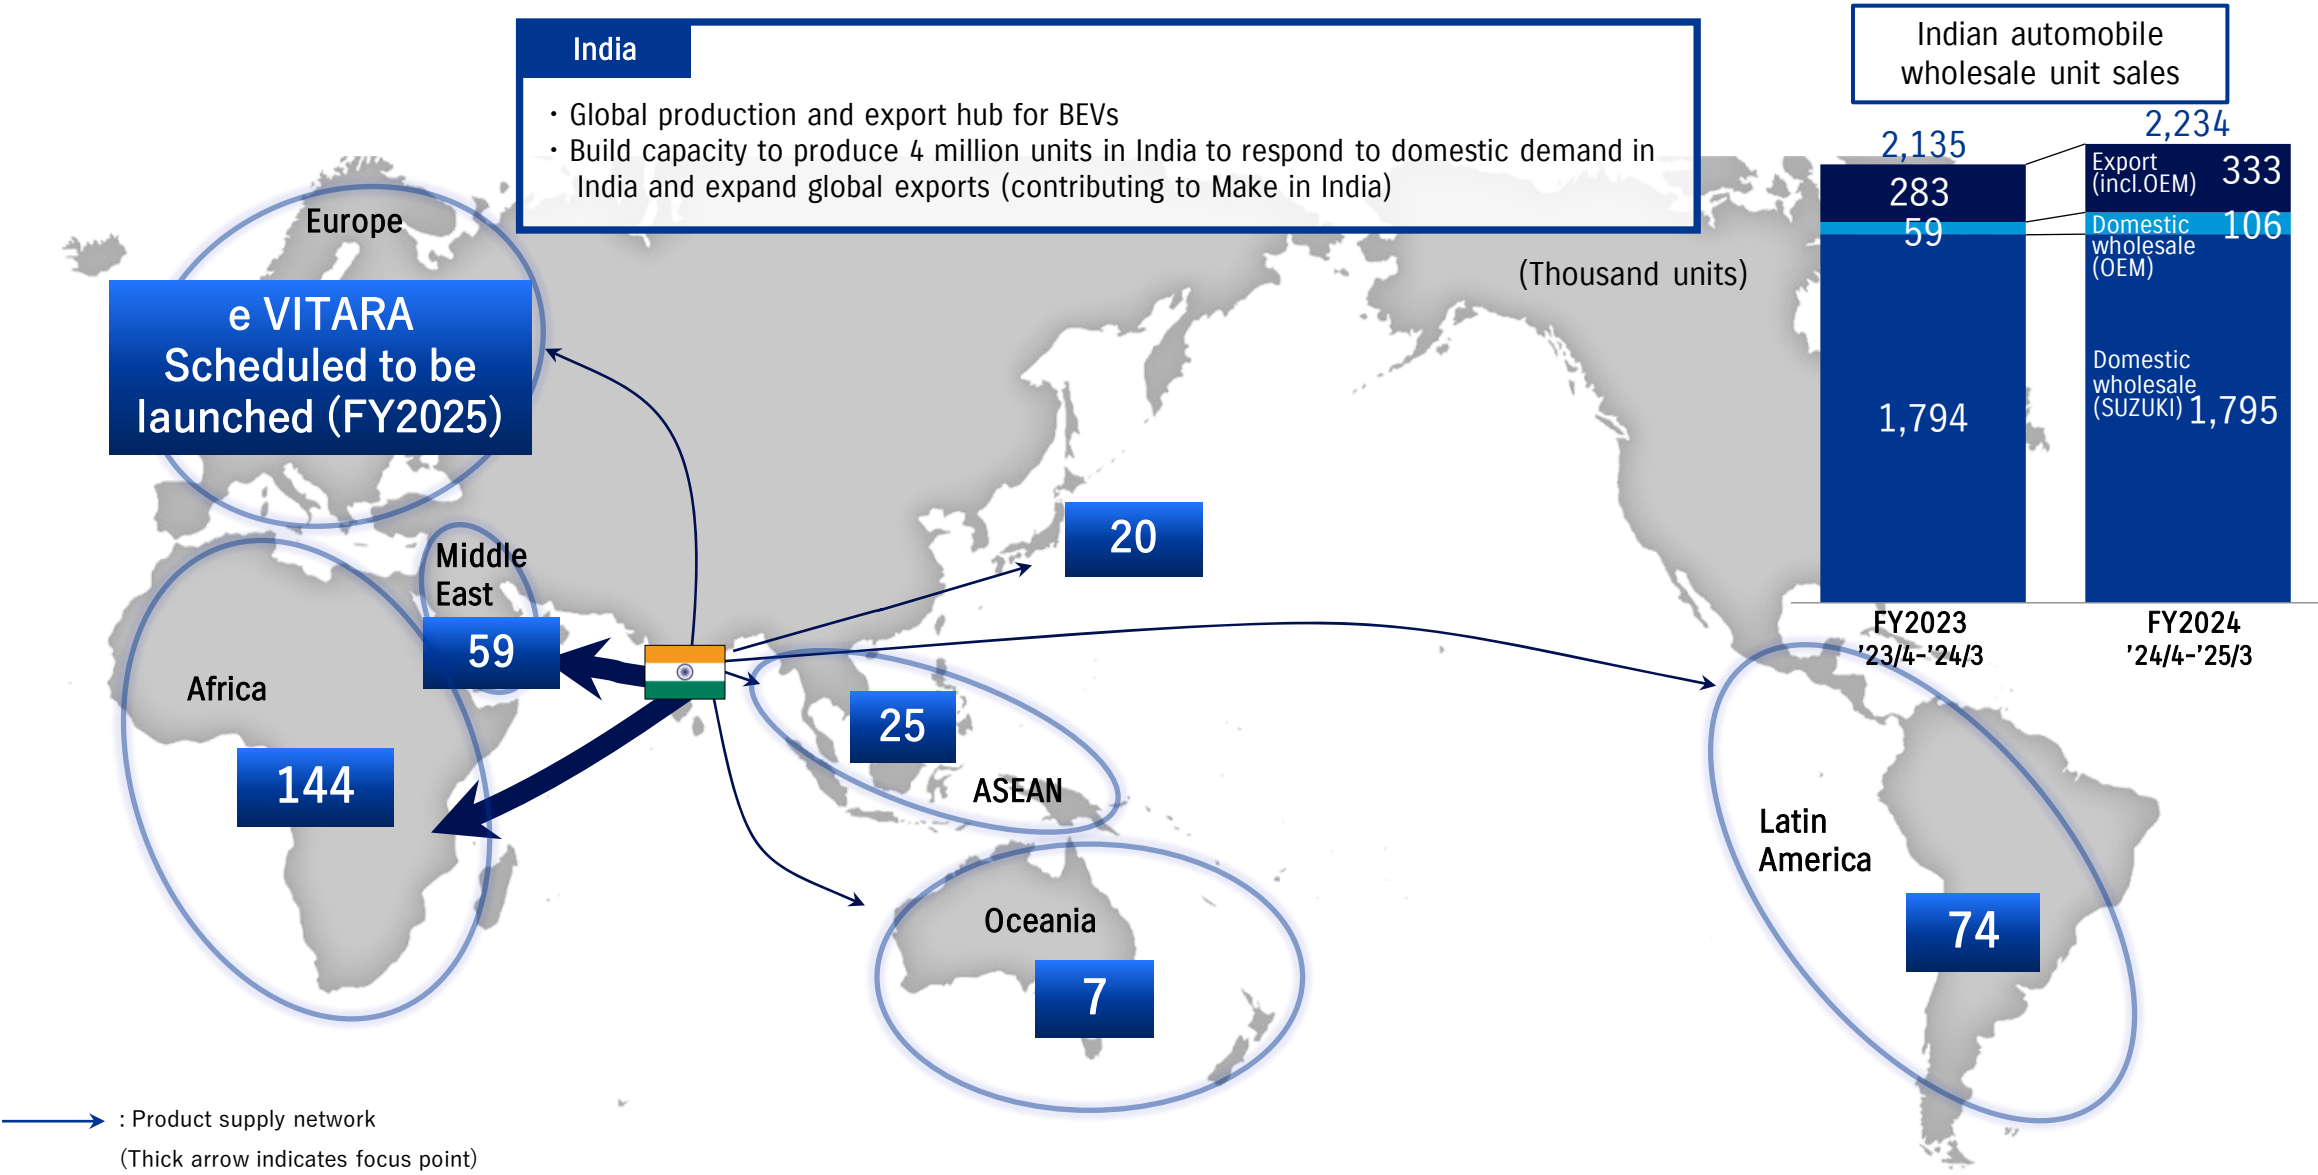 India
・Global production and export hub for BEVs
・Build capacity to produce 4 million units in India to respond to domestic demand in
India and expand global exports (contributing to Make in India)
Indian automobile
wholesale unit sales
(Thousand units)
2,135
283
59
1,794
FY2023
’23/4-’24/3
2,234
Export
(incl.OEM)
333
Domestic
wholesale
(OEM)
106
Domestic
wholesale
(SUZUKI)
1,795
FY2024
’24/4-’25/3
Europe
e VITARA
Scheduled to be
launched (FY2025)
Middle
East
59
Africa
144
20
25
ASEAN
Oceania
7
Latin
America
74
: Product supply network
(Thick arrow indicates focus point)